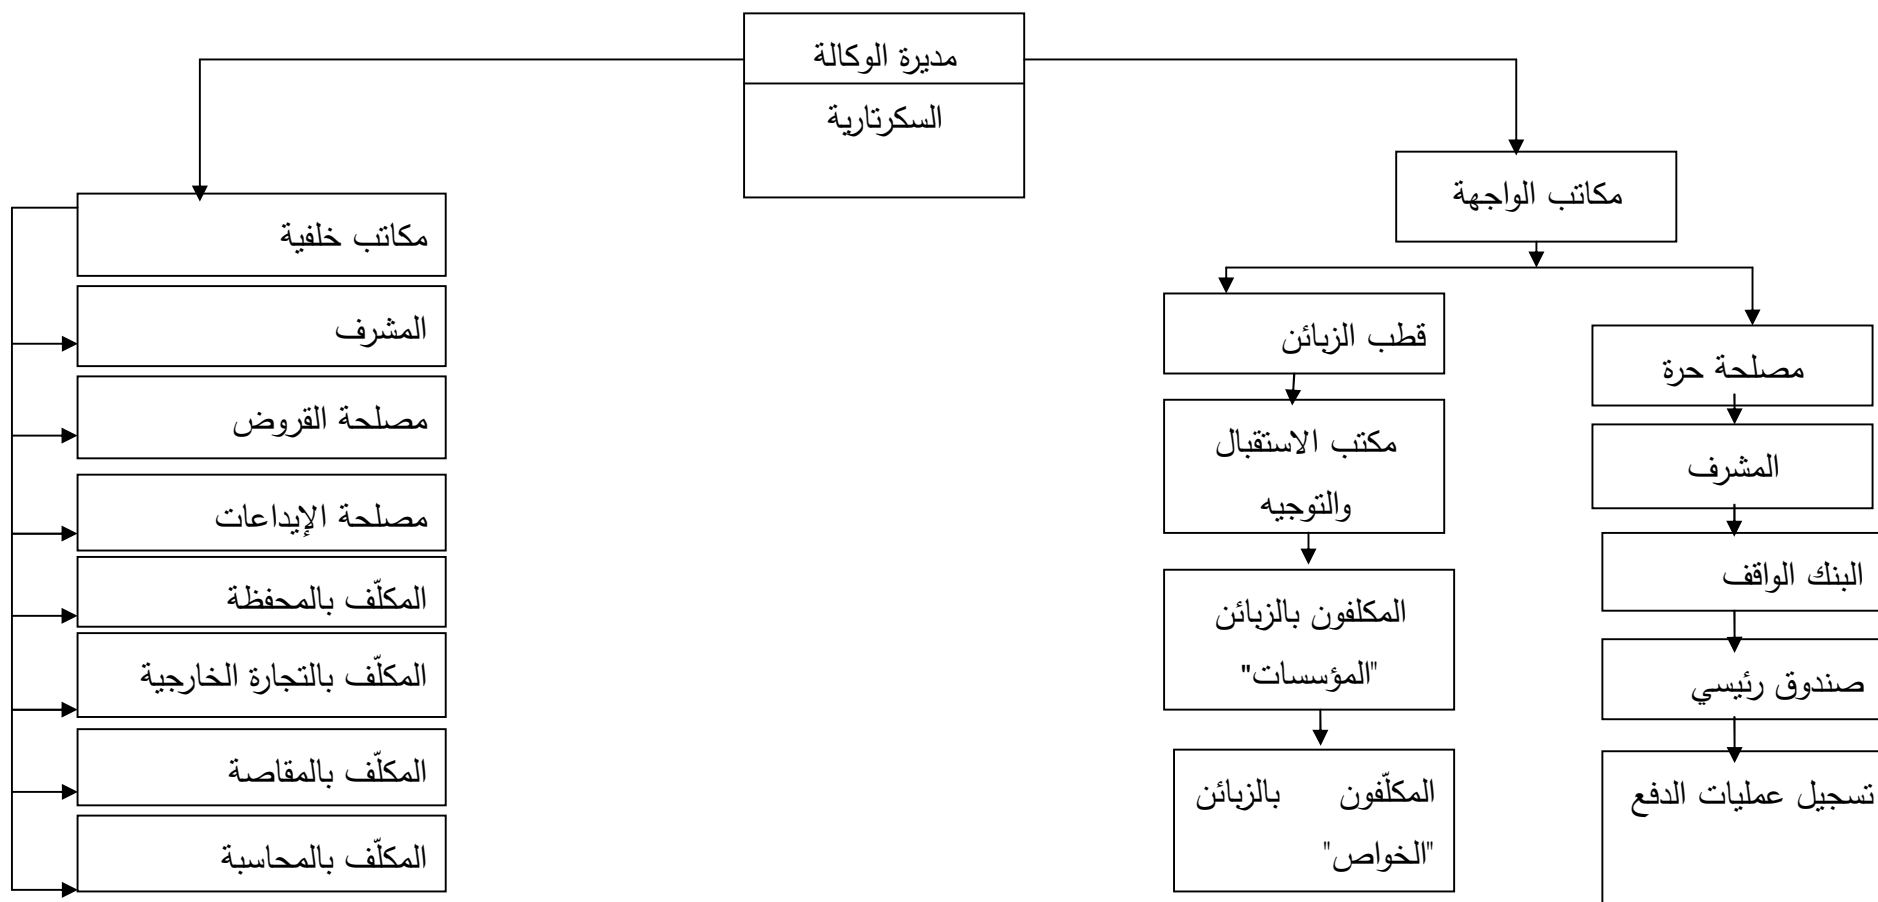 مديرة الوكالة
السكرتارية
مكاتب الواجهة
مصلحة حرة
المشرف
البنك الواقف
صندوق رئيسي
تسجيل عمليات الدفع
قطب الزبائن
مكتب الاستقبال
والتوجيه
المكلفون بالزبائن
"المؤسسات"
المكلّفون بالزبائن
"الخواص"
مكاتب خلفية
المشرف
مصلحة القروض
مصلحة الإيداعات
المكلّف بالمحفظة
المكلّف بالتجارة الخارجية
المكلّف بالمقاصة
المكلّف بالمحاسبة